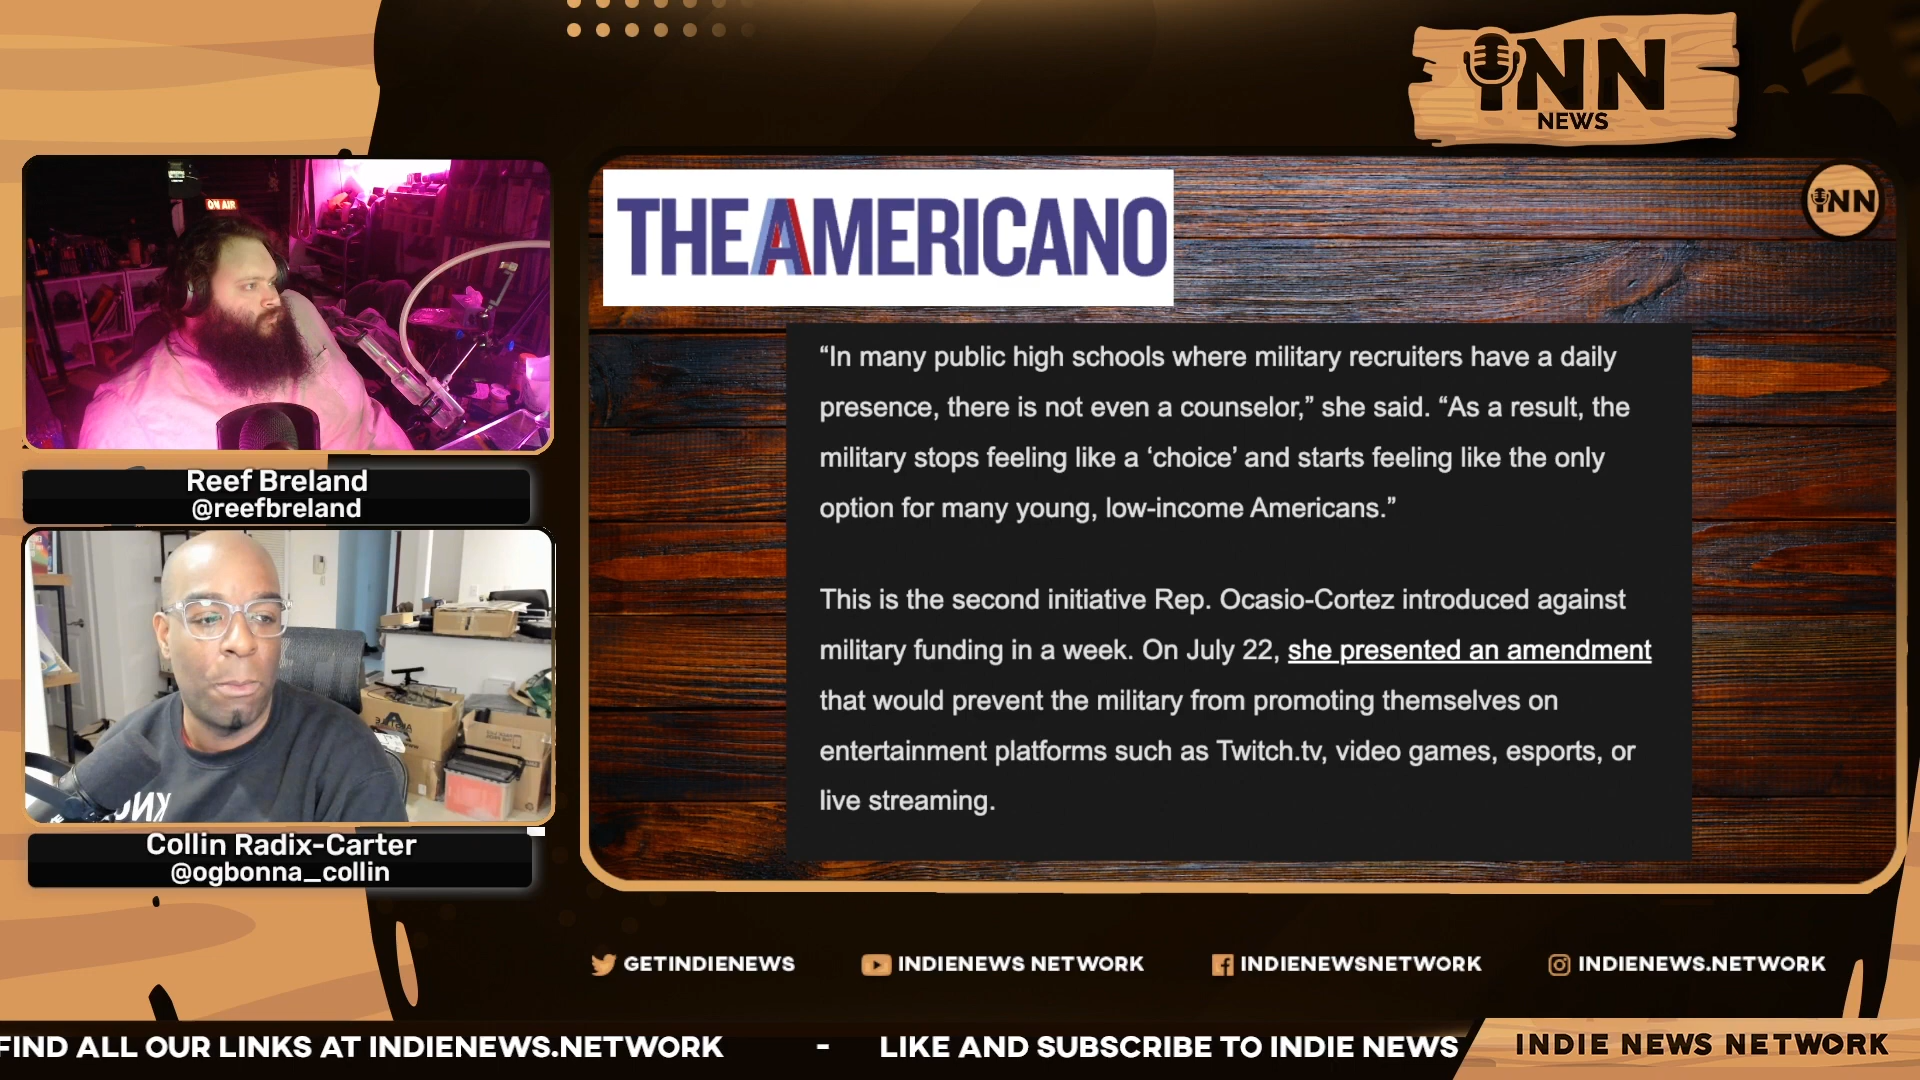 iNN
NEWS
ON AIR
THE AMERICANO
iNN
“In many public high schools where military recruiters have a daily
presence, there is not even a counselor,” she said. “As a result, the
military stops feeling like a ‘choice’ and starts feeling like the only
option for many young, low-income Americans.”
This is the second initiative Rep. Ocasio-Cortez introduced against
military funding in a week. On July 22, she presented an amendment
that would prevent the military from promoting themselves on
entertainment platforms such as Twitch.tv, video games, esports, or
live streaming.
Reef Breland
@reefbreland
Collin Radix-Carter
@ogbonna_collin
GETINDIENEWS
INDIENEWS NETWORK
INDIENEWSNETWORK
INDIENEWS.NETWORK
FIND ALL OUR LINKS AT INDIENEWS.NETWORK - LIKE AND SUBSCRIBE TO INDIE NEWS
INDIE NEWS NETWORK